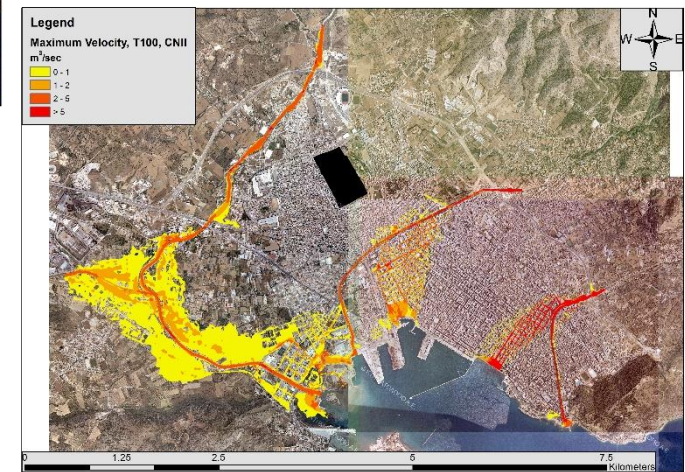 Legend
Maximum Velocity, T100, CNII
m³/sec
0 - 1
1 - 2
2 - 5
>5
N
W E
S
0 1.25 2.5 5 7.5
Kilometers